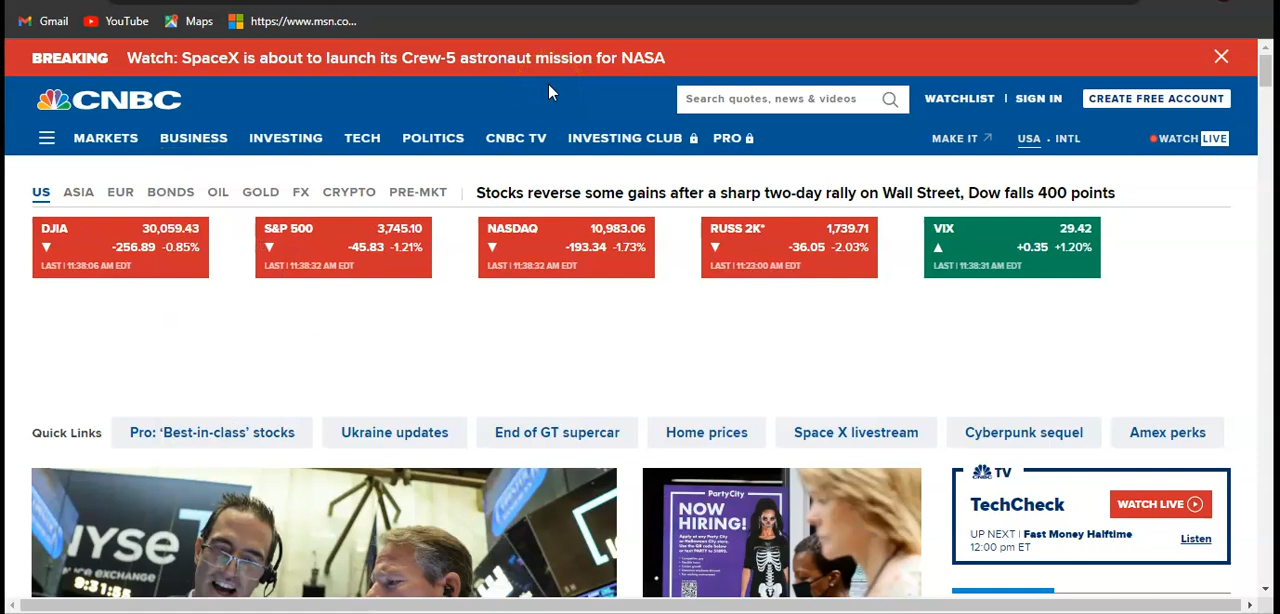 Gmail YouTube Maps https://www.msn.co...
BREAKING Watch: SpaceX is about to launch its Crew-5 astronaut mission for NASA
CNBC Search quotes, news & videos WATCHLIST | SIGN IN CREATE FREE ACCOUNT
MARKETS BUSINESS INVESTING TECH POLITICS CNBC TV INVESTING CLUB PRO MAKE IT USA · INTL WATCH LIVE
US ASIA EUR BONDS OIL GOLD FX CRYPTO PRE-MKT | Stocks reverse some gains after a sharp two-day rally on Wall Street, Dow falls 400 points
DJIA 30,059.43
-256.89 -0.85%
LAST | 11:38:06 AM EDT
S&P 500 3,745.10
-45.83 -1.21%
LAST | 11:38:32 AM EDT
NASDAQ 10,983.06
-193.34 -1.73%
LAST | 11:38:32 AM EDT
RUSS 2K* 1,739.71
-36.05 -2.03%
LAST | 11:23:00 AM EDT
VIX 29.42
+0.35 +1.20%
LAST | 11:38:31 AM EDT
Quick Links Pro: ‘Best-in-class’ stocks Ukraine updates End of GT supercar Home prices Space X livestream Cyberpunk sequel Amex perks
NYSE
EXCHANGE
9:31:55
PartyCity
NOW
HIRING!
CNBC TV
TechCheck WATCH LIVE
UP NEXT | Fast Money Halftime
12:00 pm ET Listen